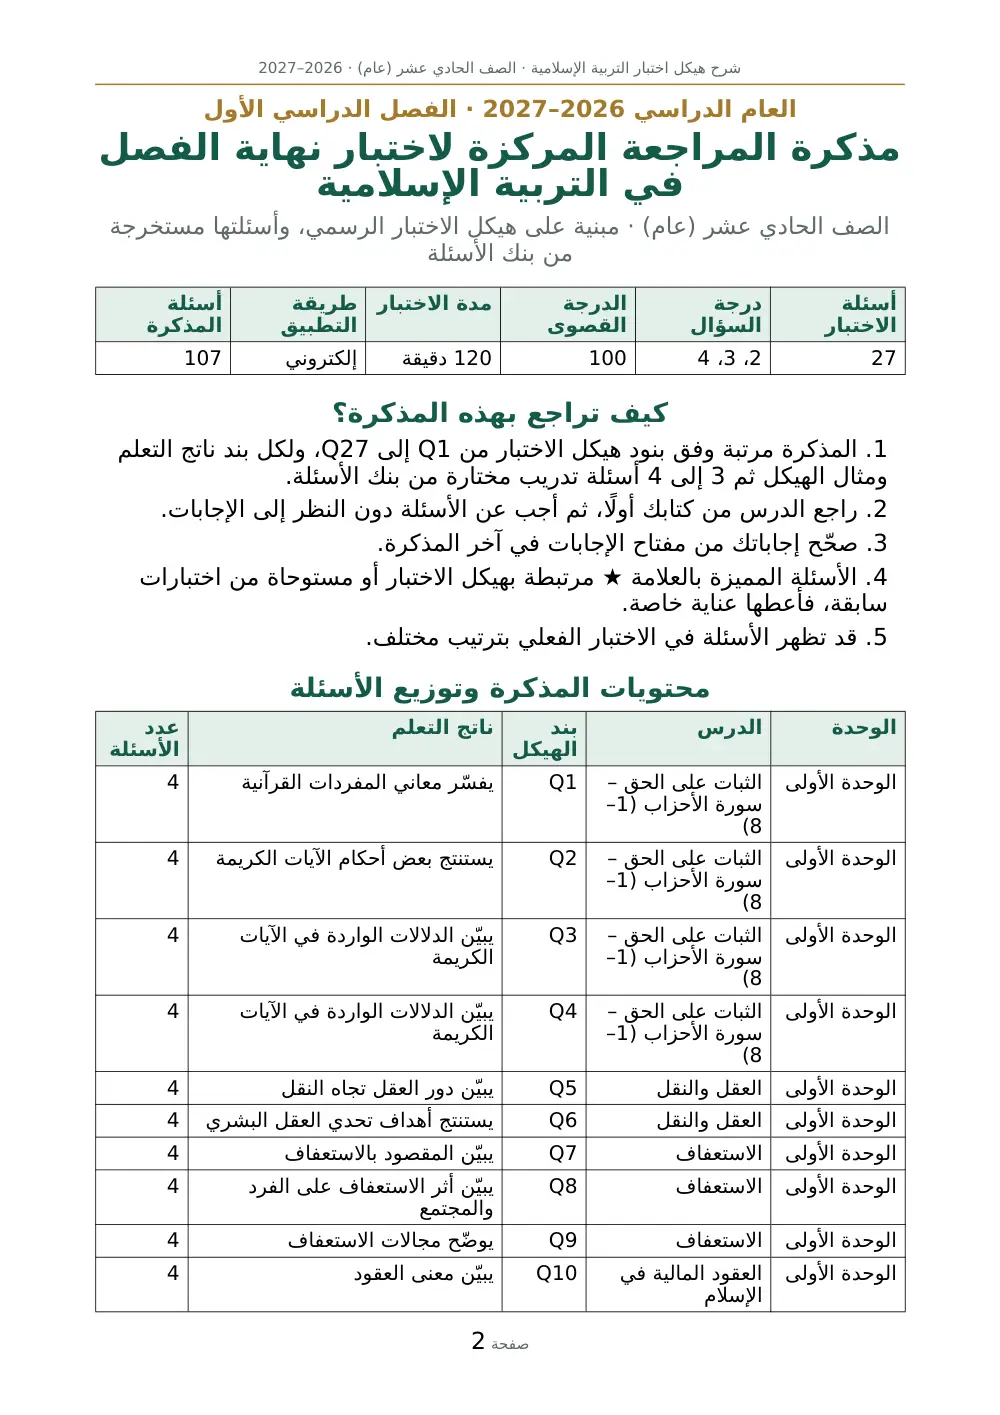 شرح هيكل اختبار التربية الإسلامية · الصف الحادي عشر (عام) · 2026–2027
العام الدراسي 2026–2027 · الفصل الدراسي الأول
مذكرة المراجعة المركزة لاختبار نهاية الفصل
في التربية الإسلامية
الصف الحادي عشر (عام) · مبنية على هيكل الاختبار الرسمي، وأسئلتها مستخرجة
من بنك الأسئلة
أسئلة الاختبار | درجة السؤال | الدرجة القصوى | مدة الاختبار | طريقة التطبيق | أسئلة المذكرة
27 | 2، 3، 4 | 100 | 120 دقيقة | إلكتروني | 107
كيف تراجع بهذه المذكرة؟
1. المذكرة مرتبة وفق بنود هيكل الاختبار من Q1 إلى Q27، ولكل بند ناتج التعلم
ومثال الهيكل ثم 3 إلى 4 أسئلة تدريب مختارة من بنك الأسئلة.
2. راجع الدرس من كتابك أولًا، ثم أجب عن الأسئلة دون النظر إلى الإجابات.
3. صحّح إجاباتك من مفتاح الإجابات في آخر المذكرة.
4. الأسئلة المميزة بالعلامة ★ مرتبطة بهيكل الاختبار أو مستوحاة من اختبارات
سابقة، فأعطها عناية خاصة.
5. قد تظهر الأسئلة في الاختبار الفعلي بترتيب مختلف.
محتويات المذكرة وتوزيع الأسئلة
الوحدة | الدرس | بند الهيكل | ناتج التعلم | عدد الأسئلة
الوحدة الأولى | الثبات على الحق – سورة الأحزاب (1–8) | Q1 | يفسّر معاني المفردات القرآنية | 4
الوحدة الأولى | الثبات على الحق – سورة الأحزاب (1–8) | Q2 | يستنتج بعض أحكام الآيات الكريمة | 4
الوحدة الأولى | الثبات على الحق – سورة الأحزاب (1–8) | Q3 | يبيّن الدلالات الواردة في الآيات الكريمة | 4
الوحدة الأولى | الثبات على الحق – سورة الأحزاب (1–8) | Q4 | يبيّن الدلالات الواردة في الآيات الكريمة | 4
الوحدة الأولى | العقل والنقل | Q5 | يبيّن دور العقل تجاه النقل | 4
الوحدة الأولى | العقل والنقل | Q6 | يستنتج أهداف تحدي العقل البشري | 4
الوحدة الأولى | الاستعفاف | Q7 | يبيّن المقصود بالاستعفاف | 4
الوحدة الأولى | الاستعفاف | Q8 | يبيّن أثر الاستعفاف على الفرد والمجتمع | 4
الوحدة الأولى | الاستعفاف | Q9 | يوضّح مجالات الاستعفاف | 4
الوحدة الأولى | العقود المالية في الإسلام | Q10 | يبيّن معنى العقود | 4
صفحة 2